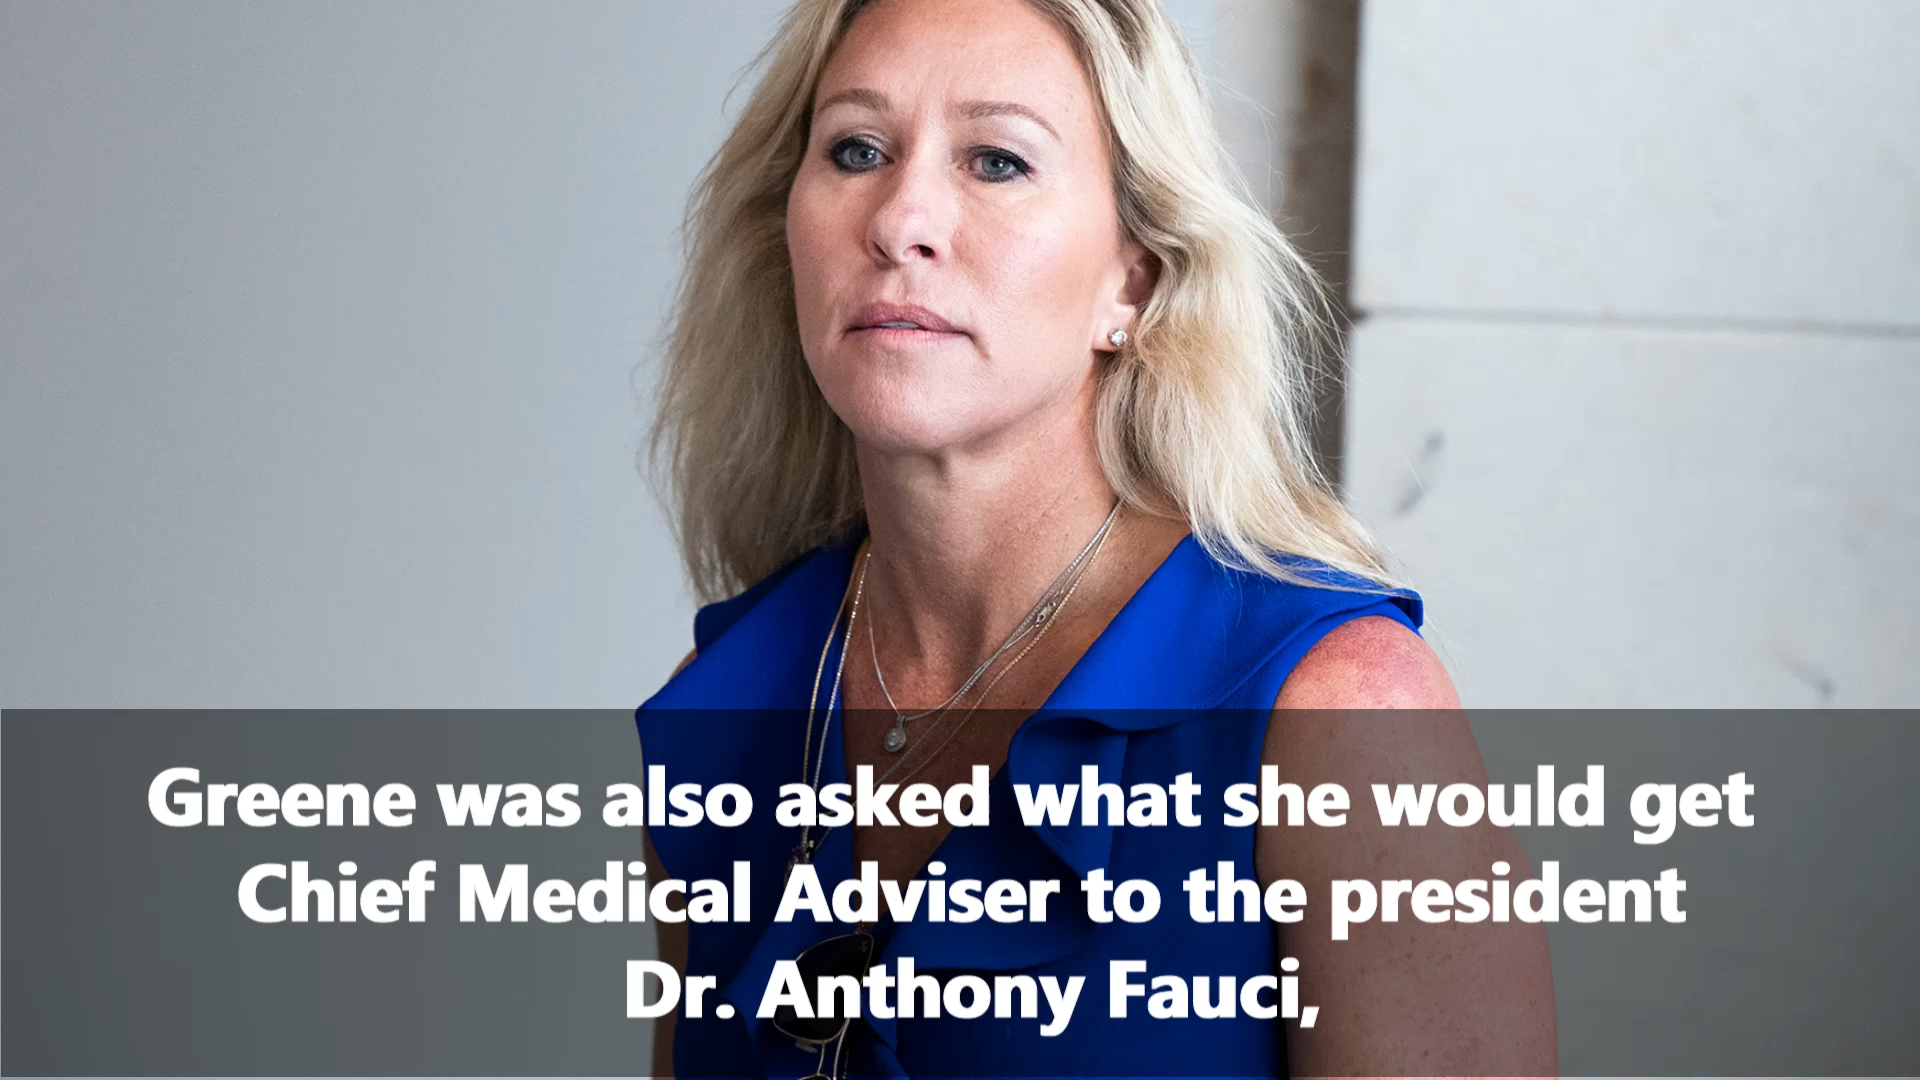 Greene was also asked what she would get
Chief Medical Adviser to the president
Dr. Anthony Fauci,